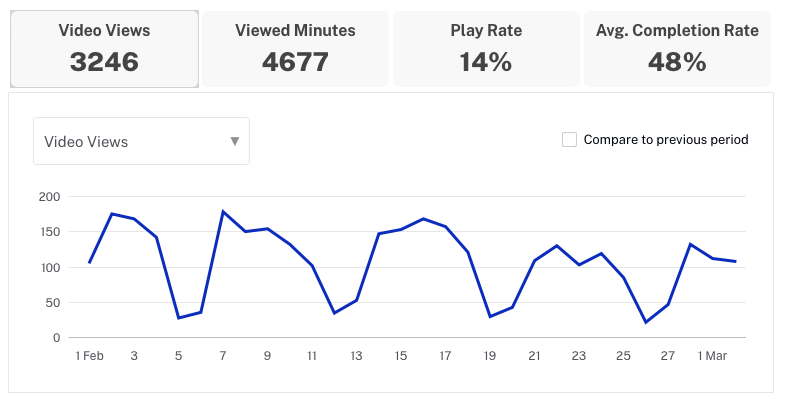 Video Views
3246
Viewed Minutes
4677
Play Rate
14%
Avg. Completion Rate
48%
Video Views
Compare to previous period
200
150
100
50
0
1 Feb 3 5 7 9 11 13 15 17 19 21 23 25 27 1 Mar